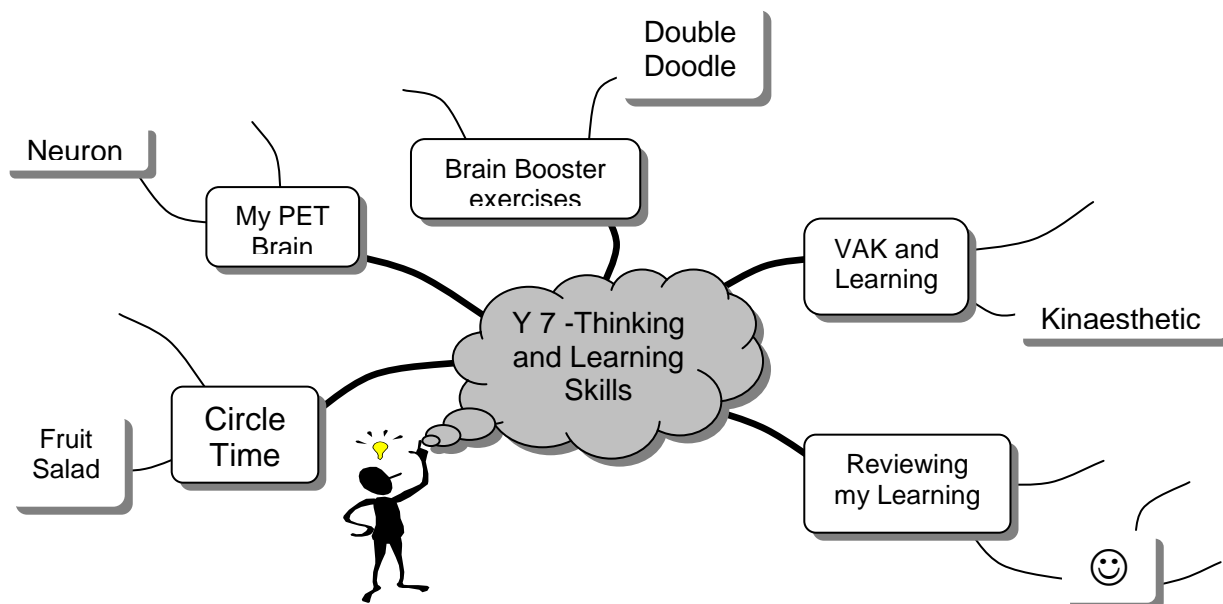 Double
Doodle
Neuron
Brain Booster
exercises
My PET
Brain
VAK and
Learning
Kinaesthetic
Y 7 -Thinking
and Learning
Skills
Circle
Time
Fruit
Salad
Reviewing
my Learning